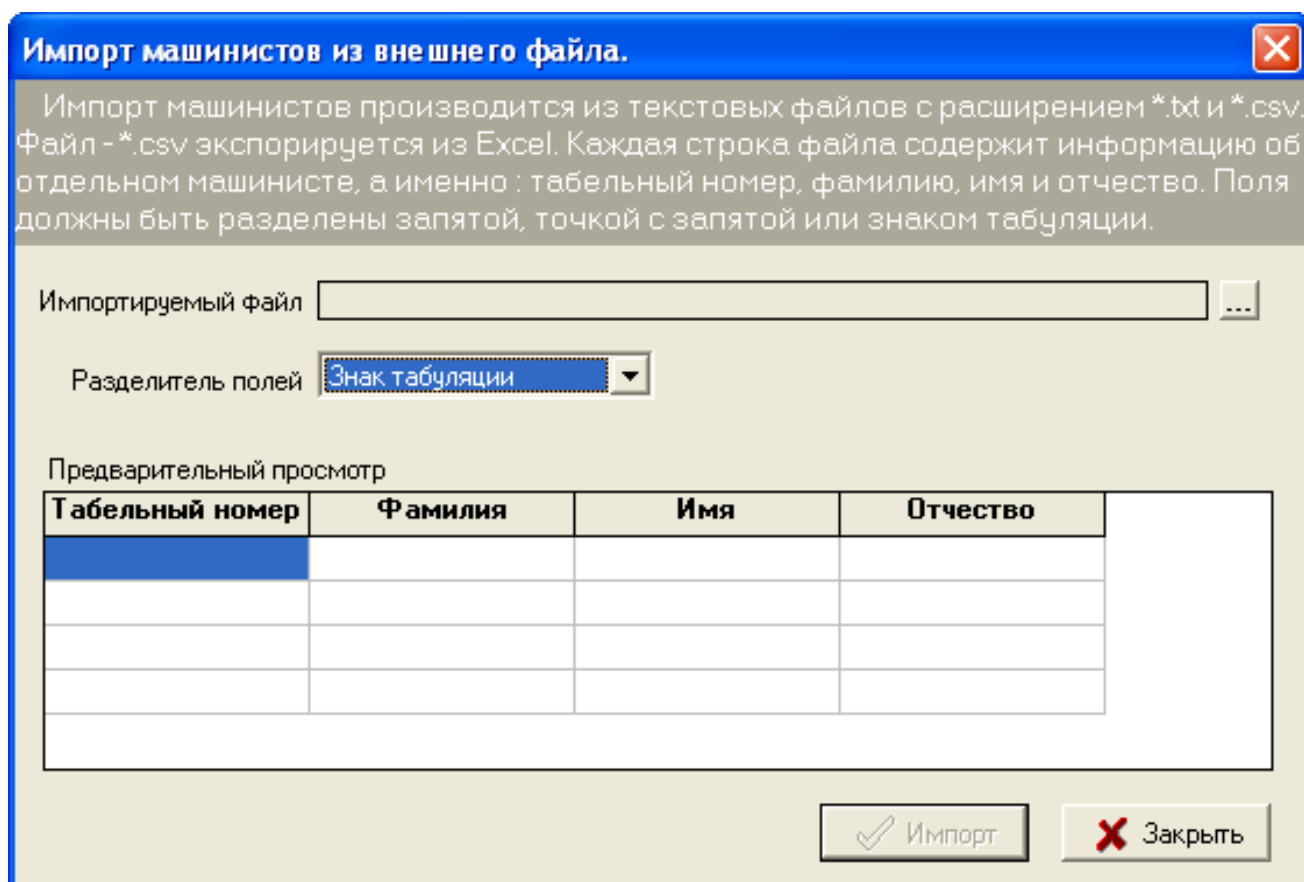 Импорт машинистов из внешнего файла.
Импорт машинистов производится из текстовых файлов с расширением *.txt и *.csv.
Файл - *.csv экспорируется из Excel. Каждая строка файла содержит информацию об
отдельном машинисте, а именно : табельный номер, фамилию, имя и отчество. Поля
должны быть разделены запятой, точкой с запятой или знаком табуляции.
Импортируемый файл ...
Разделитель полей Знак табуляции
Предварительный просмотр
Табельный номер Фамилия Имя Отчество
Импорт Закрыть